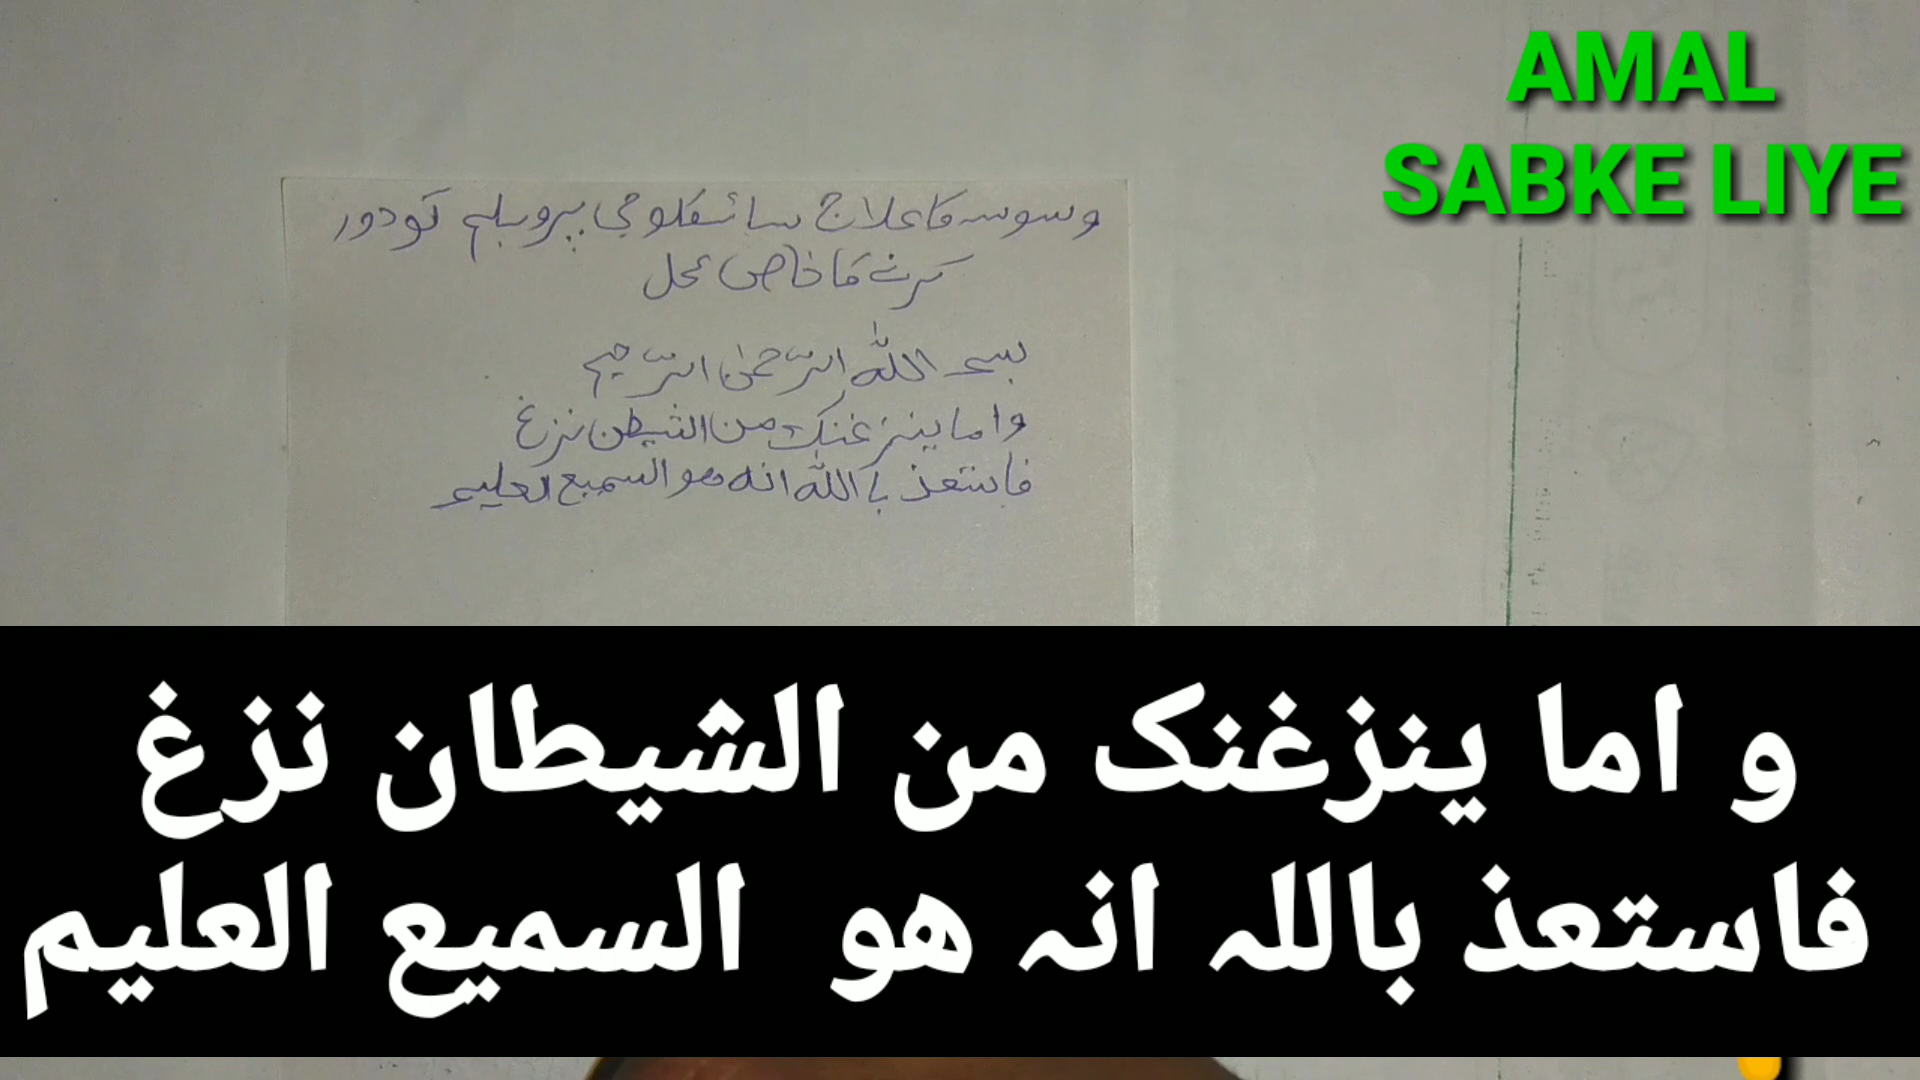 AMAL
SABKE LIYE
وسوسہ کا علاج سائیکلوجی پروبلم کو دور
کرنے کا خاص عمل
بسم اللہ الرحمن الرحیم
واما ینزغنک من الشیطن نزغ
فاستعذ باللہ انہ ھو السمیع العلیم
و اما ینزغنک من الشیطان نزغ
فاستعذ باللہ انہ ھو السمیع العلیم